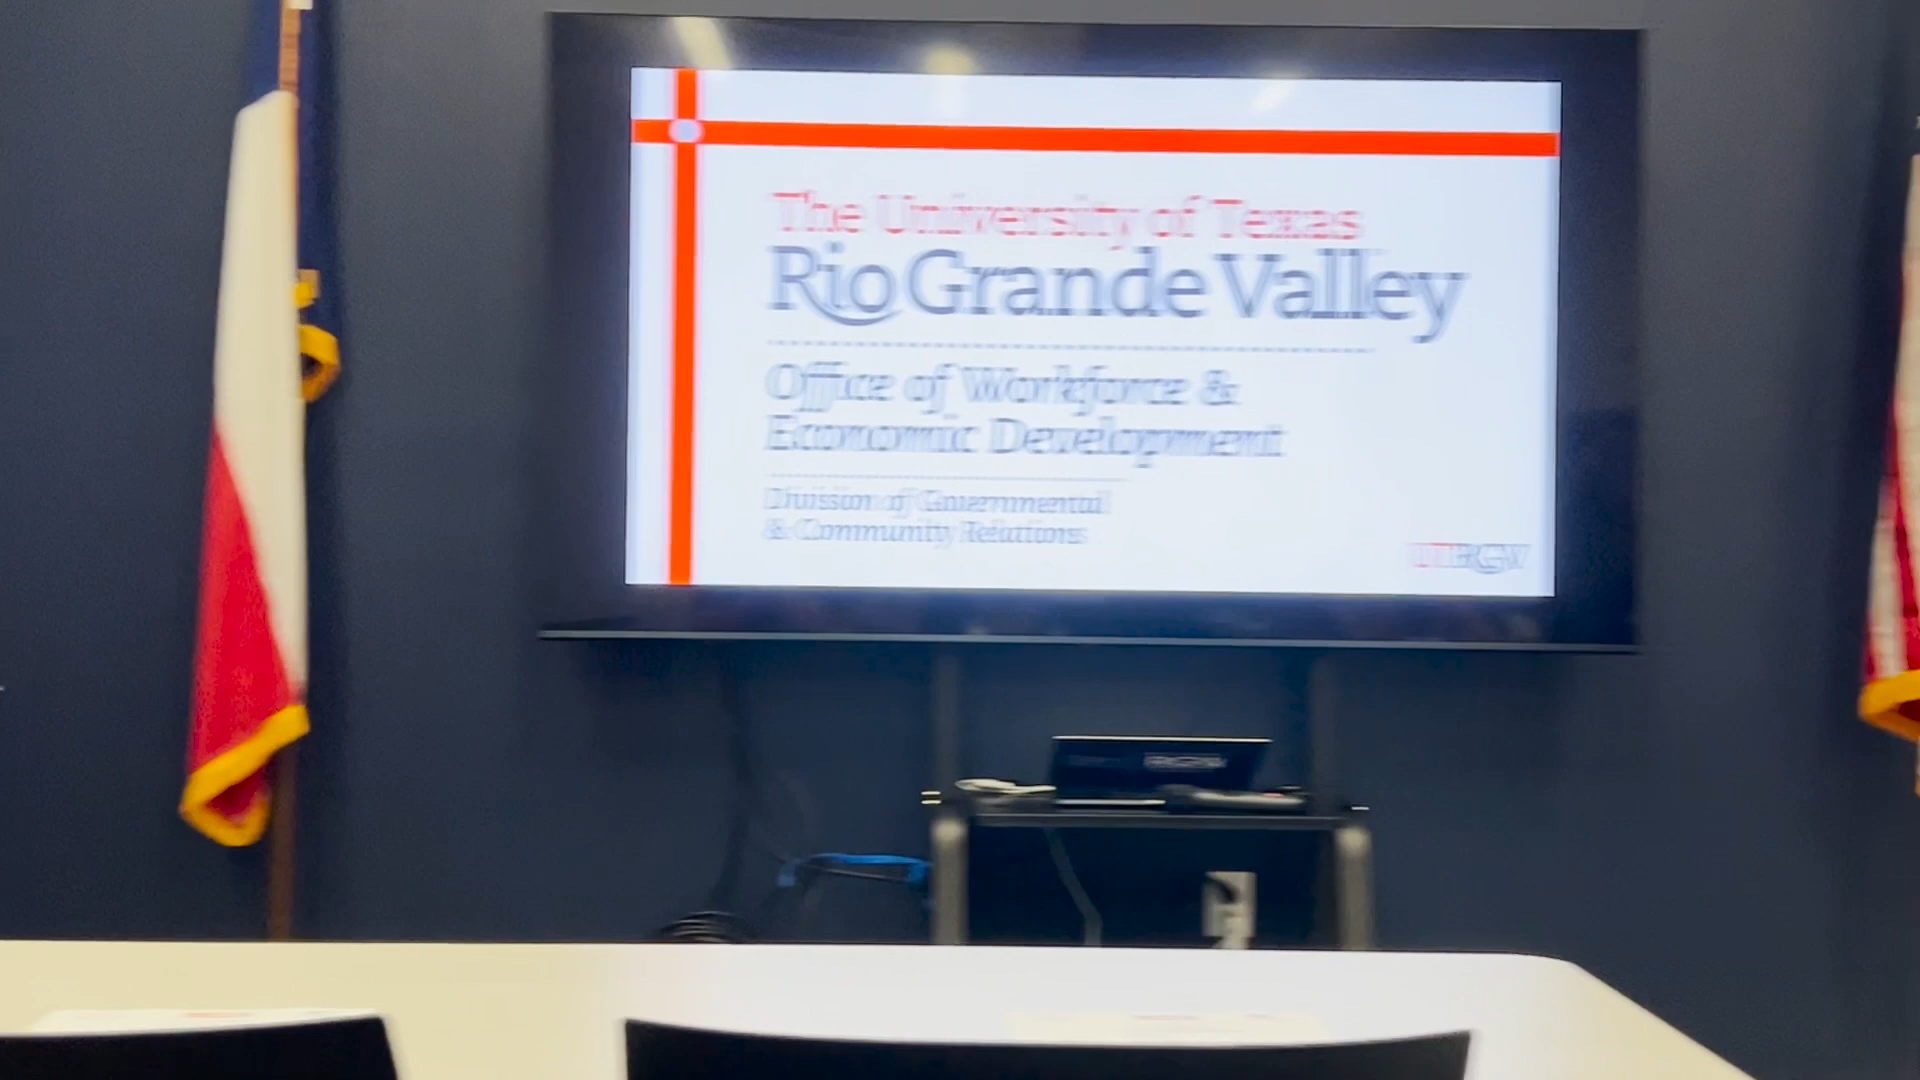 The University of Texas
Rio Grande Valley
Office of Workforce &
Economic Development
Division of Governmental
& Community Relations
UTRGV